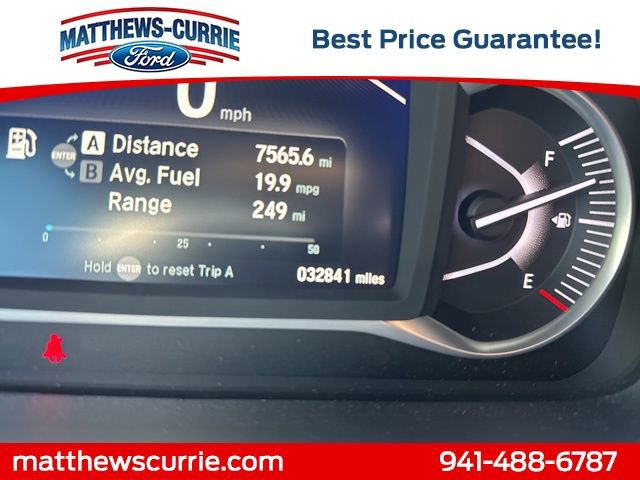 MATTHEWS-CURRIE
Ford
Best Price Guarantee!
0 mph
ENTER A Distance 7565.6 mi
B Avg. Fuel 19.9 mpg
Range 249 mi
0 25 50
Hold ENTER to reset Trip A 032841 miles
F
E
matthewscurrie.com 941-488-6787